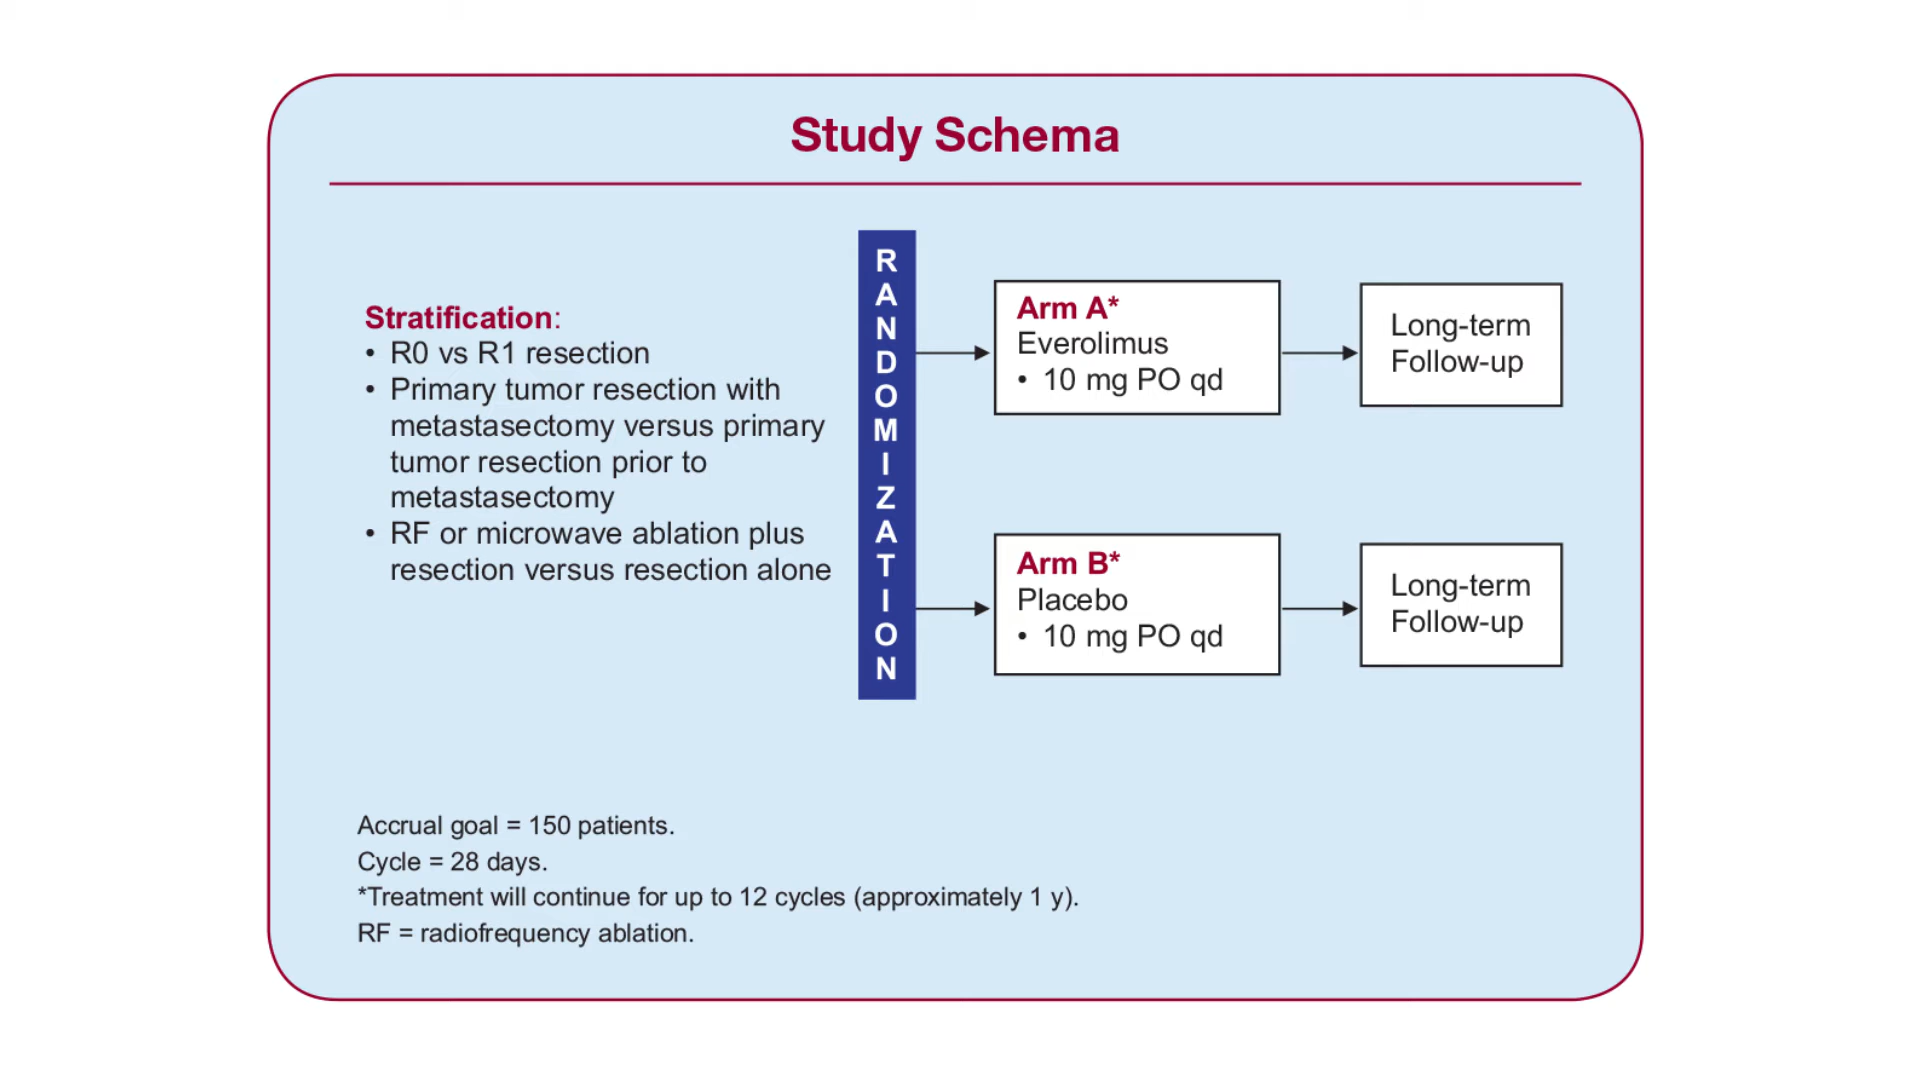 Study Schema
Stratification:
• R0 vs R1 resection
• Primary tumor resection with
metastasectomy versus primary
tumor resection prior to
metastasectomy
• RF or microwave ablation plus
resection versus resection alone
RANDOMIZATION
Arm A*
Everolimus
• 10 mg PO qd
Long-term
Follow-up
Arm B*
Placebo
• 10 mg PO qd
Long-term
Follow-up
Accrual goal = 150 patients.
Cycle = 28 days.
*Treatment will continue for up to 12 cycles (approximately 1 y).
RF = radiofrequency ablation.